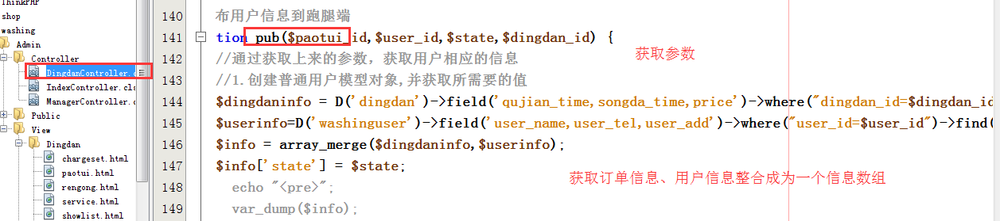 ThinkPHP
shop
washing
Admin
Controller
DingdanController.c
IndexController.cla
ManagerController.c
Public
View
Dingdan
chargeset.html
paotui.html
rengong.html
service.html
showlist.html
140 布用户信息到跑腿端
141 tion pub($paotui_id,$user_id,$state,$dingdan_id) {
142 //通过获取上来的参数，获取用户相应的信息
获取参数
143 //1.创建普通用户模型对象,并获取所需要的值
144 $dingdaninfo = D('dingdan')->field('qujian_time,songda_time,price')->where("dingdan_id=$dingdan_id
145 $userinfo=D('washinguser')->field('user_name,user_tel,user_add')->where("user_id=$user_id")->find(
146 $info = array_merge($dingdaninfo,$userinfo);
147 $info['state'] = $state;
获取订单信息、用户信息整合成为一个信息数组
148 echo "<pre>";
149 var_dump($info);